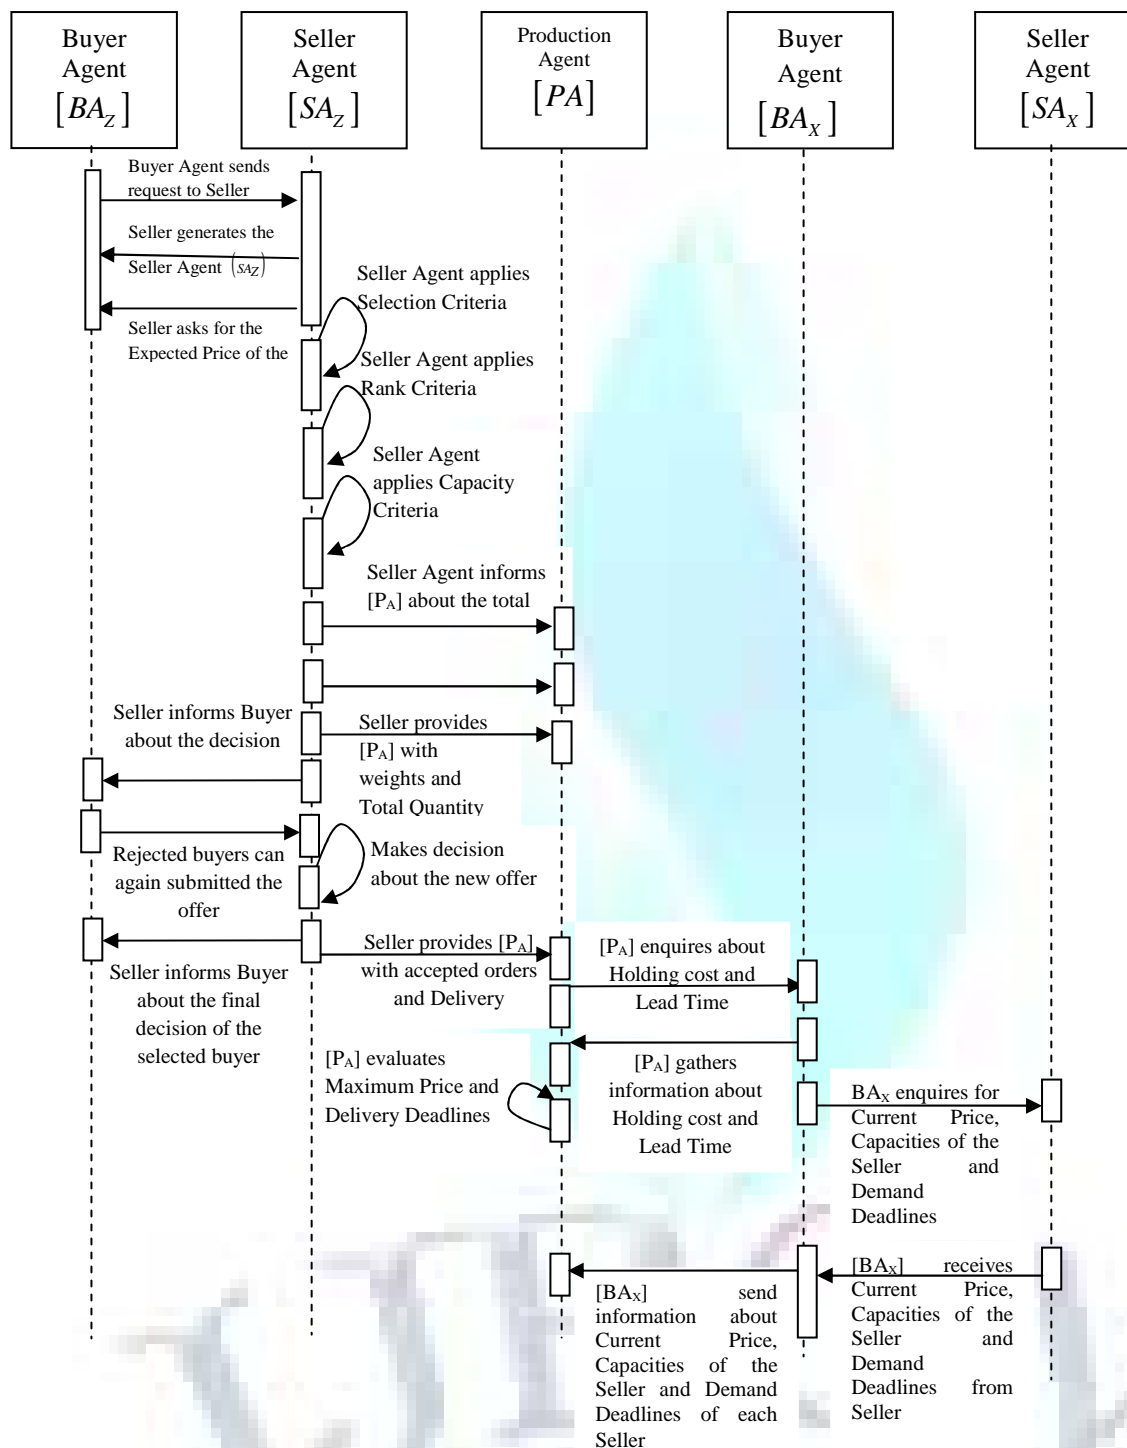 Buyer
Agent
[BA_Z]
Seller
Agent
[SA_Z]
Production
Agent
[PA]
Buyer
Agent
[BA_X]
Seller
Agent
[SA_X]
Buyer Agent sends
request to Seller
Seller generates the
Seller Agent (SA_Z)
Seller asks for the
Expected Price of the
Seller Agent applies
Selection Criteria
Seller Agent applies
Rank Criteria
Seller Agent
applies Capacity
Criteria
Seller Agent informs
[P_A] about the total
Seller informs Buyer
about the decision
Seller provides
[P_A] with
weights and
Total Quantity
Rejected buyers can
again submitted the
offer
Makes decision
about the new offer
Seller informs Buyer
about the final
decision of the
selected buyer
Seller provides [P_A]
with accepted orders
and Delivery
[P_A] enquires about
Holding cost and
Lead Time
[P_A] evaluates
Maximum Price and
Delivery Deadlines
[P_A] gathers
information about
Holding cost and
Lead Time
BA_X enquires for
Current Price,
Capacities of the
Seller and
Demand
Deadlines
[BA_X] receives
Current Price,
Capacities of the
Seller and
Demand
Deadlines from
Seller
[BA_X] send
information about
Current Price,
Capacities of the
Seller and Demand
Deadlines of each
Seller